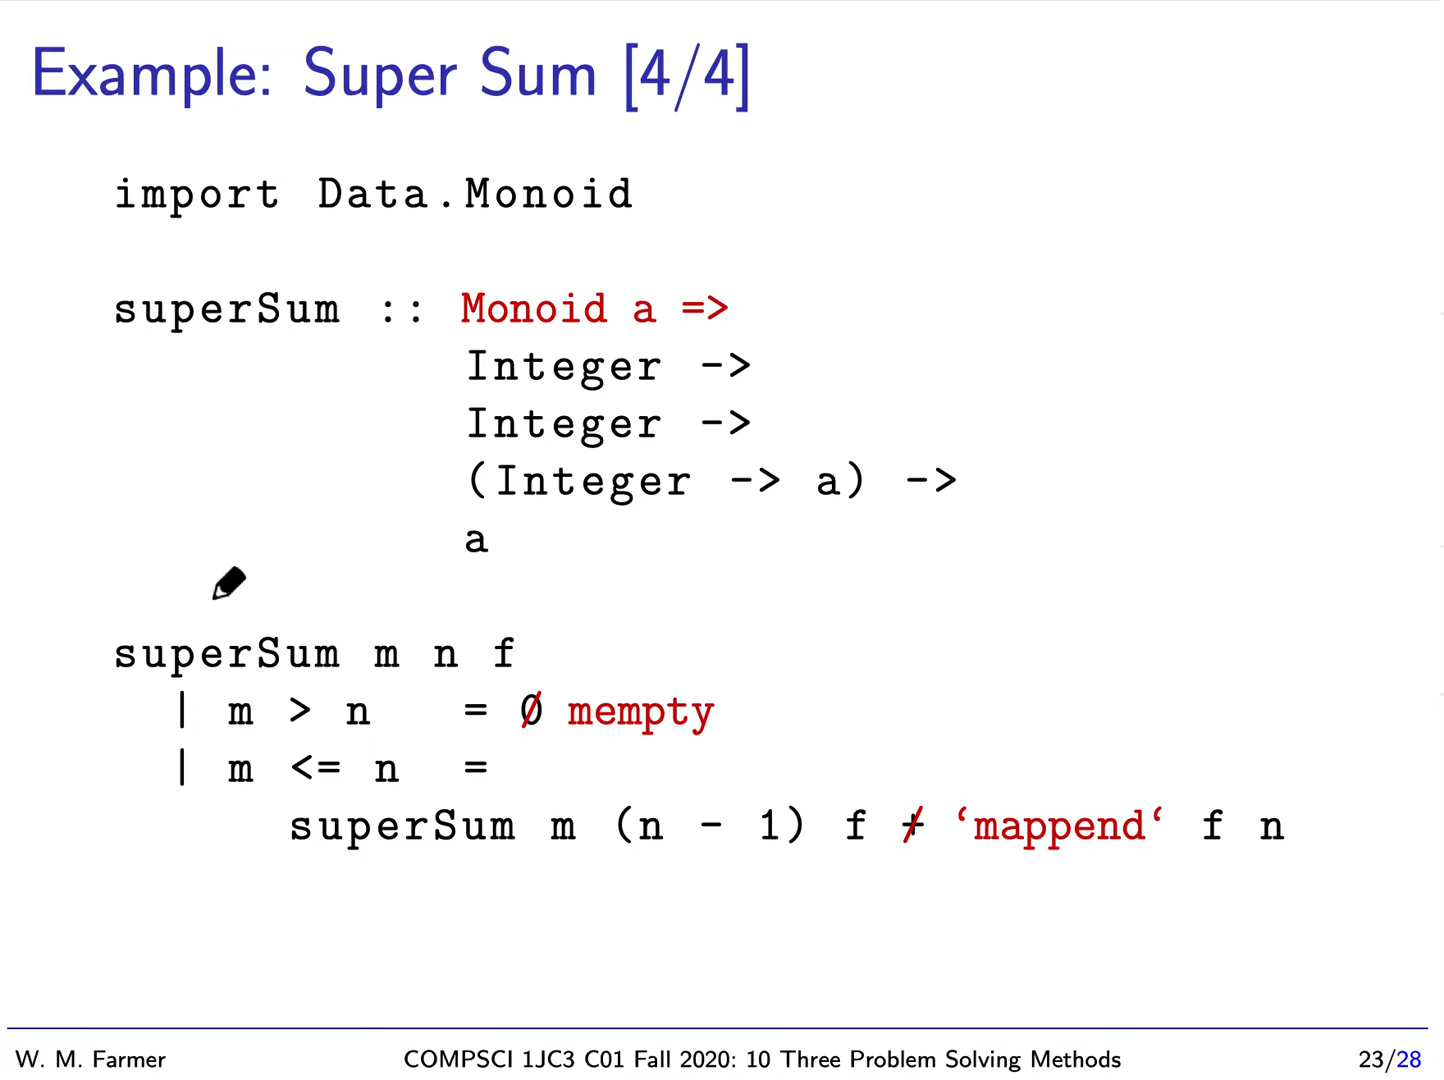 Example: Super Sum [4/4]
import Data.Monoid
superSum :: Monoid a =>
Integer ->
Integer ->
(Integer -> a) ->
a
superSum m n f
| m > n = 0 mempty
| m <= n =
superSum m (n - 1) f + ‘mappend‘ f n
W. M. Farmer COMPSCI 1JC3 C01 Fall 2020: 10 Three Problem Solving Methods 23/28